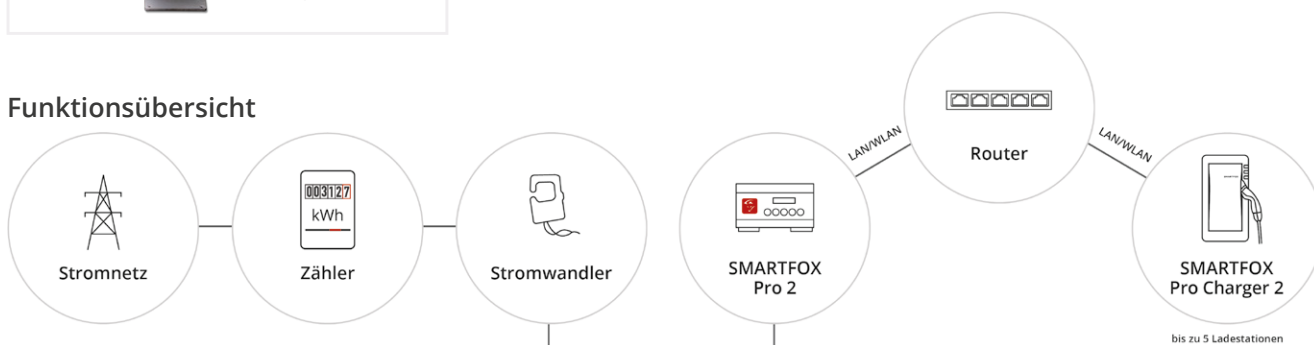 Funktionsübersicht
LAN/WLAN
Router
LAN/WLAN
003127
kWh
Stromnetz
Zähler
Stromwandler
SMARTFOX
Pro 2
SMARTFOX
Pro Charger 2
bis zu 5 Ladestationen